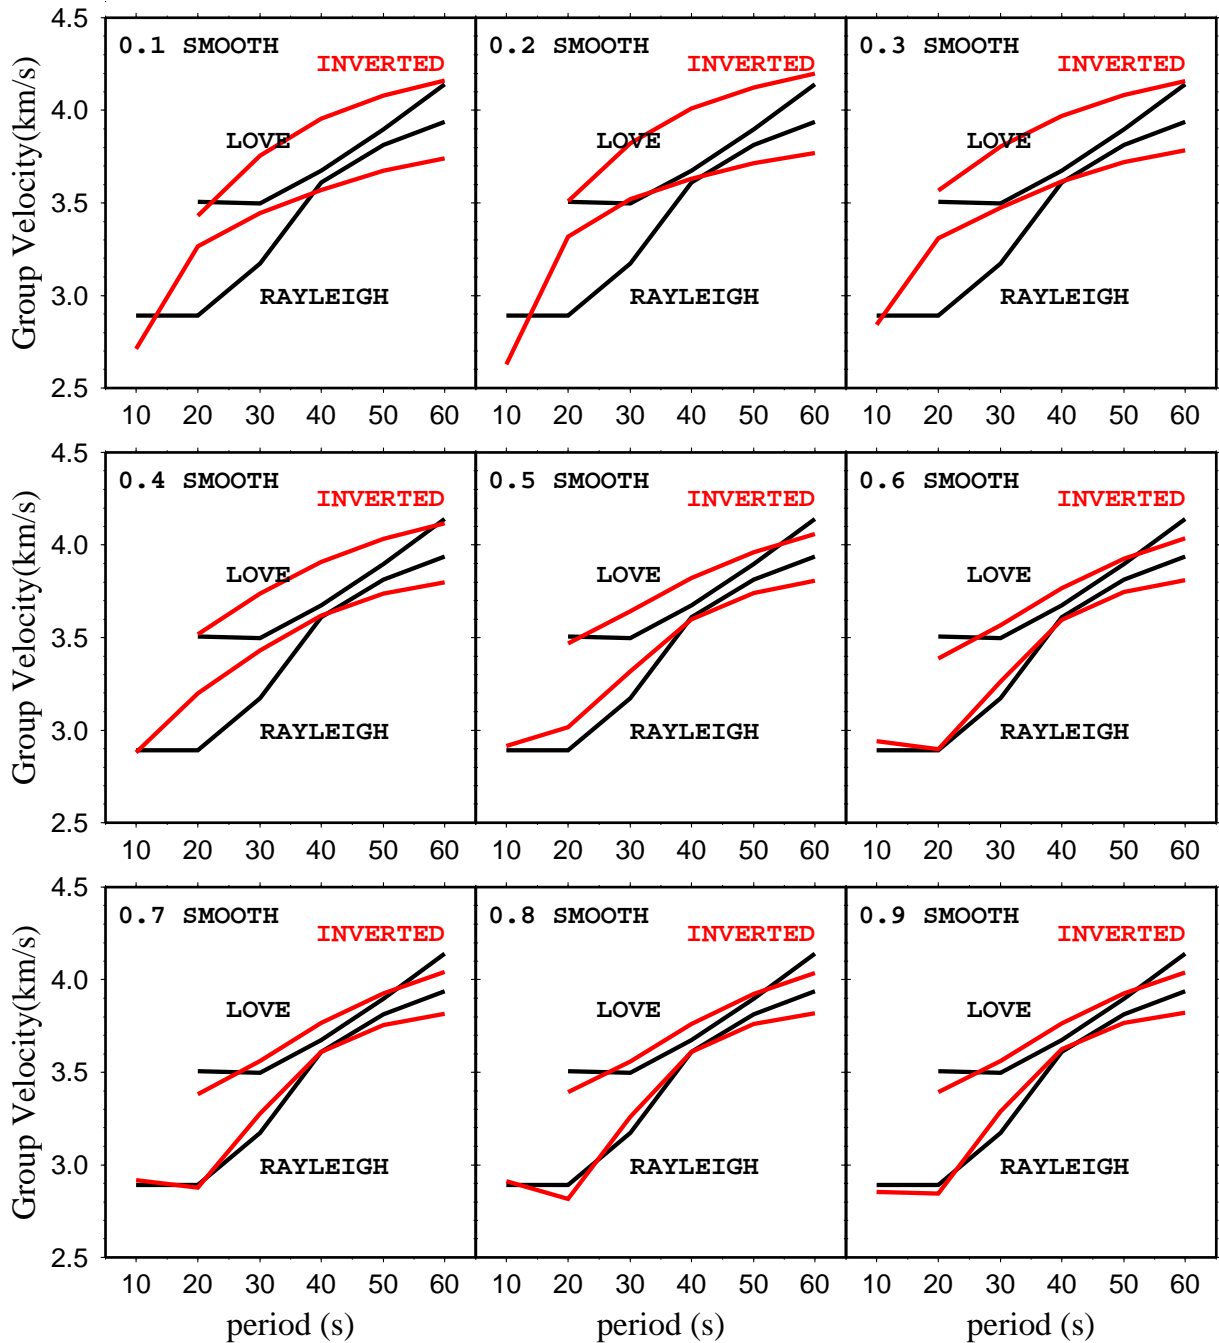 4.5
4.0
3.5
3.0
2.5
Group Velocity(km/s)
0.1 SMOOTH
INVERTED
LOVE
RAYLEIGH
10 20 30 40 50 60
0.2 SMOOTH
INVERTED
LOVE
RAYLEIGH
10 20 30 40 50 60
0.3 SMOOTH
INVERTED
LOVE
RAYLEIGH
10 20 30 40 50 60
4.5
4.0
3.5
3.0
2.5
Group Velocity(km/s)
0.4 SMOOTH
INVERTED
LOVE
RAYLEIGH
10 20 30 40 50 60
0.5 SMOOTH
INVERTED
LOVE
RAYLEIGH
10 20 30 40 50 60
0.6 SMOOTH
INVERTED
LOVE
RAYLEIGH
10 20 30 40 50 60
4.5
4.0
3.5
3.0
2.5
Group Velocity(km/s)
0.7 SMOOTH
INVERTED
LOVE
RAYLEIGH
10 20 30 40 50 60
period (s)
0.8 SMOOTH
INVERTED
LOVE
RAYLEIGH
10 20 30 40 50 60
period (s)
0.9 SMOOTH
INVERTED
LOVE
RAYLEIGH
10 20 30 40 50 60
period (s)